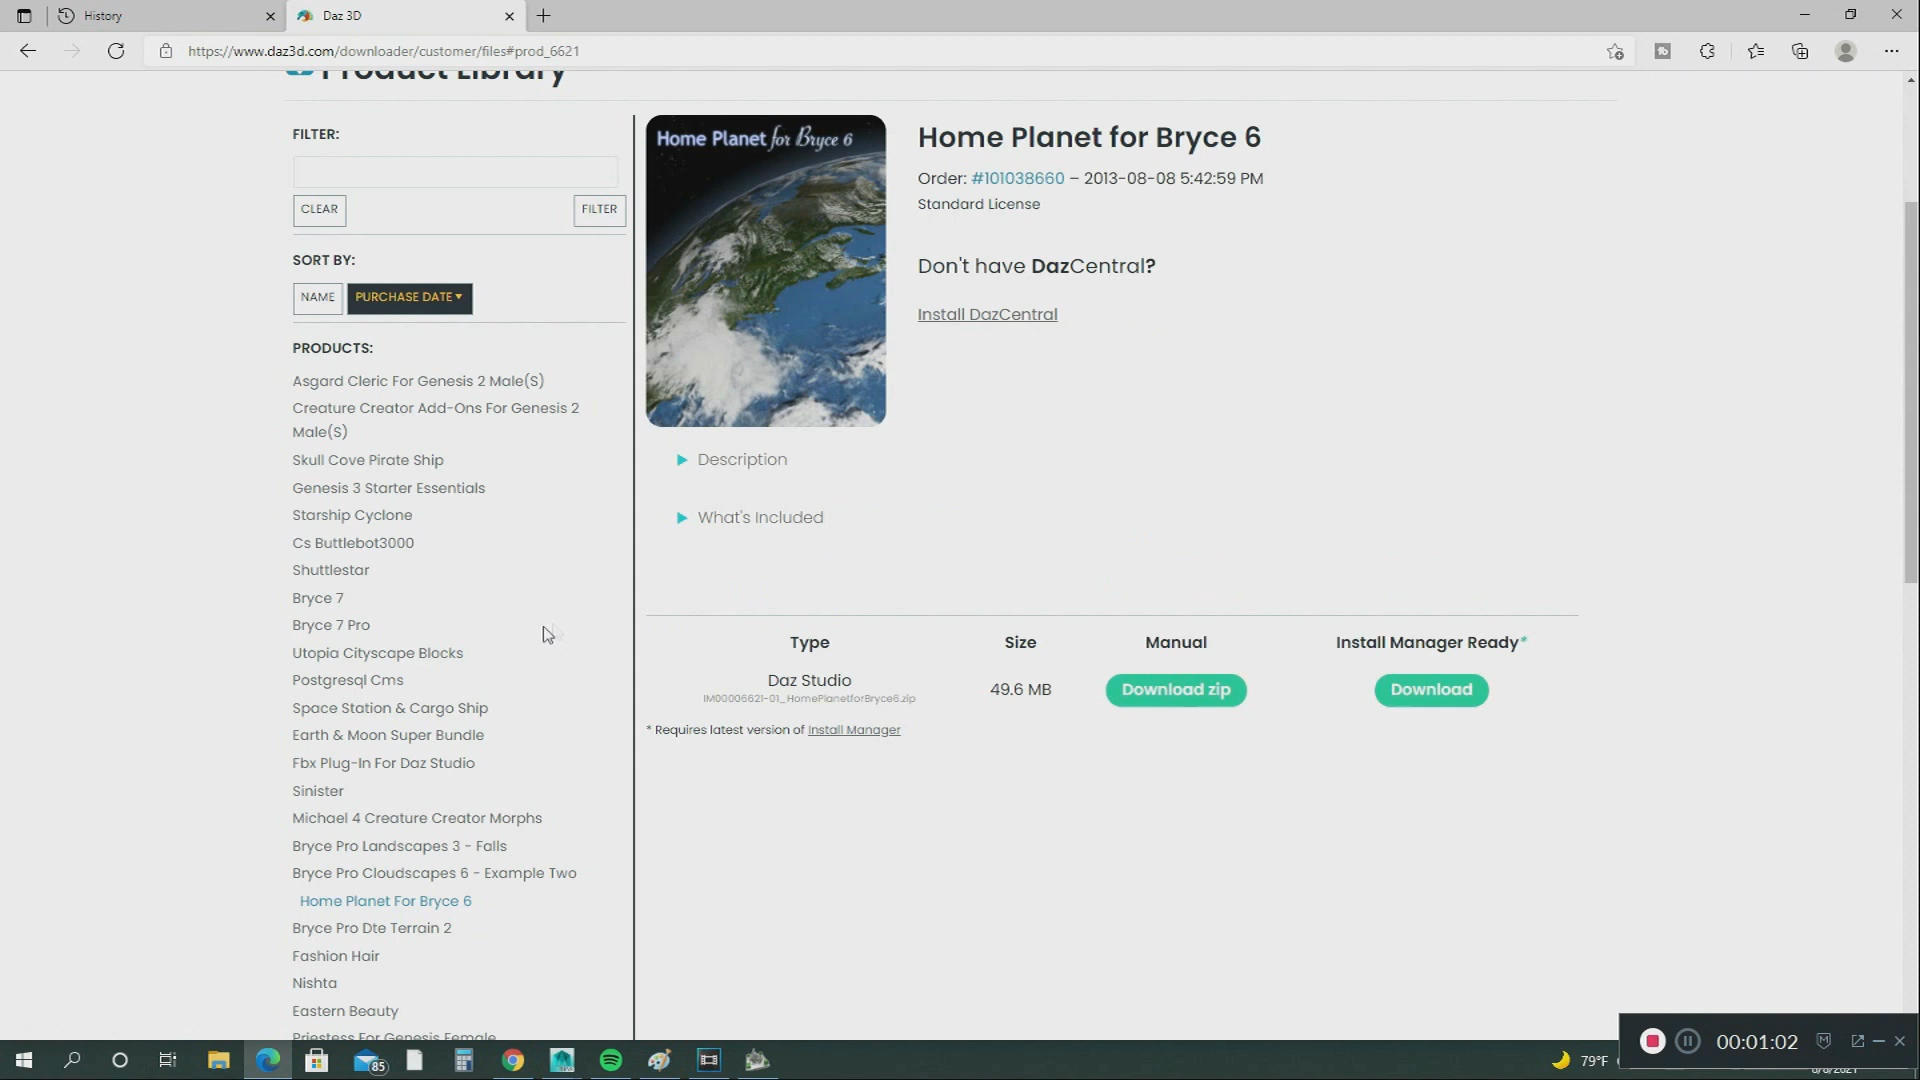 History
Daz 3D
https://www.daz3d.com/downloader/customer/files#prod_6621
Product Library
FILTER:
CLEAR
FILTER
SORT BY:
NAME
PURCHASE DATE
PRODUCTS:
Asgard Cleric For Genesis 2 Male(S)
Creature Creator Add-Ons For Genesis 2
Male(S)
Skull Cove Pirate Ship
Genesis 3 Starter Essentials
Starship Cyclone
Cs Buttlebot3000
Shuttlestar
Bryce 7
Bryce 7 Pro
Utopia Cityscape Blocks
Postgresql Cms
Space Station & Cargo Ship
Earth & Moon Super Bundle
Fbx Plug-In For Daz Studio
Sinister
Michael 4 Creature Creator Morphs
Bryce Pro Landscapes 3 - Falls
Bryce Pro Cloudscapes 6 - Example Two
Home Planet For Bryce 6
Bryce Pro Dte Terrain 2
Fashion Hair
Nishta
Eastern Beauty
Priestess For Genesis Female
Home Planet for Bryce 6
Home Planet for Bryce 6
Order: #101038660 – 2013-08-08 5:42:59 PM
Standard License
Don't have DazCentral?
Install DazCentral
Description
What's Included
Type Size Manual Install Manager Ready*
Daz Studio 49.6 MB Download zip Download
IM00006621-01_HomePlanetforBryce6.zip
* Requires latest version of Install Manager
85
79°F
00:01:02